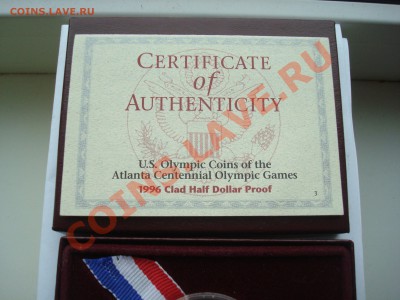 COINS.LAVE.RU
CERTIFICATE
of
AUTHENTICITY
U.S. Olympic Coins of the
Atlanta Centennial Olympic Games
1996 Clad Half Dollar Proof
3
COINS.LAVE.RU